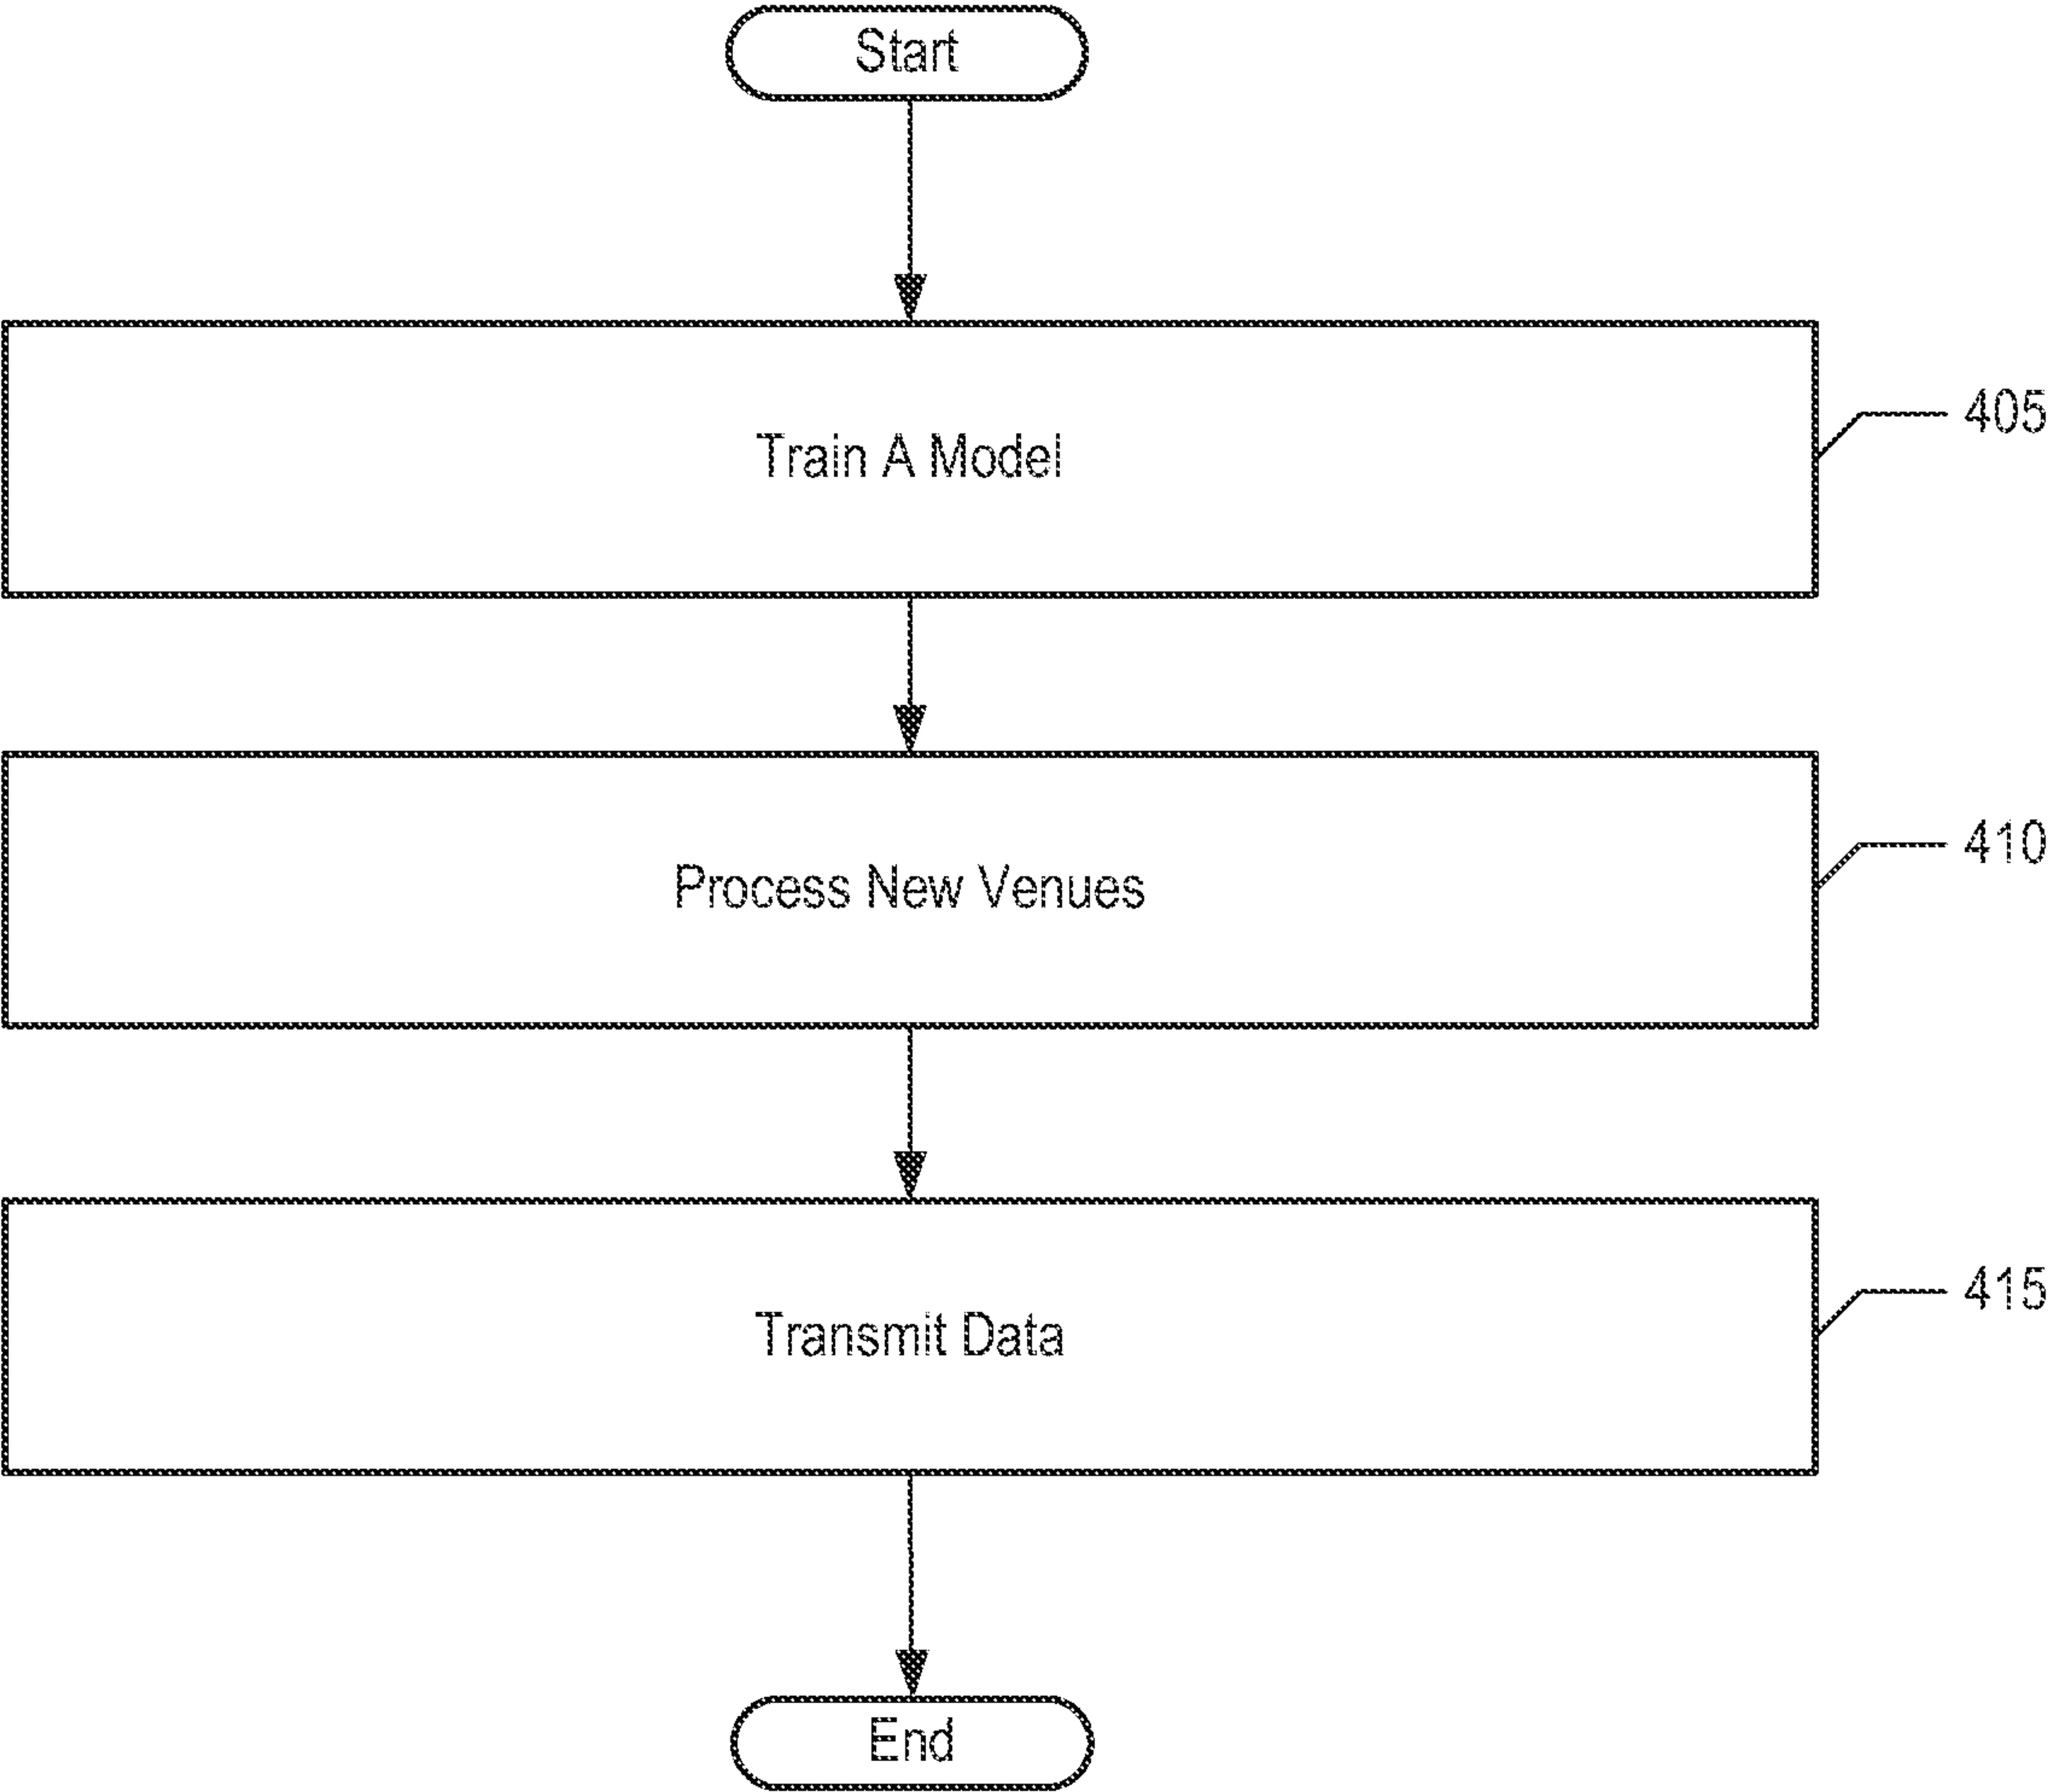 Start
Train A Model
405
Process New Venues
410
Transmit Data
415
End